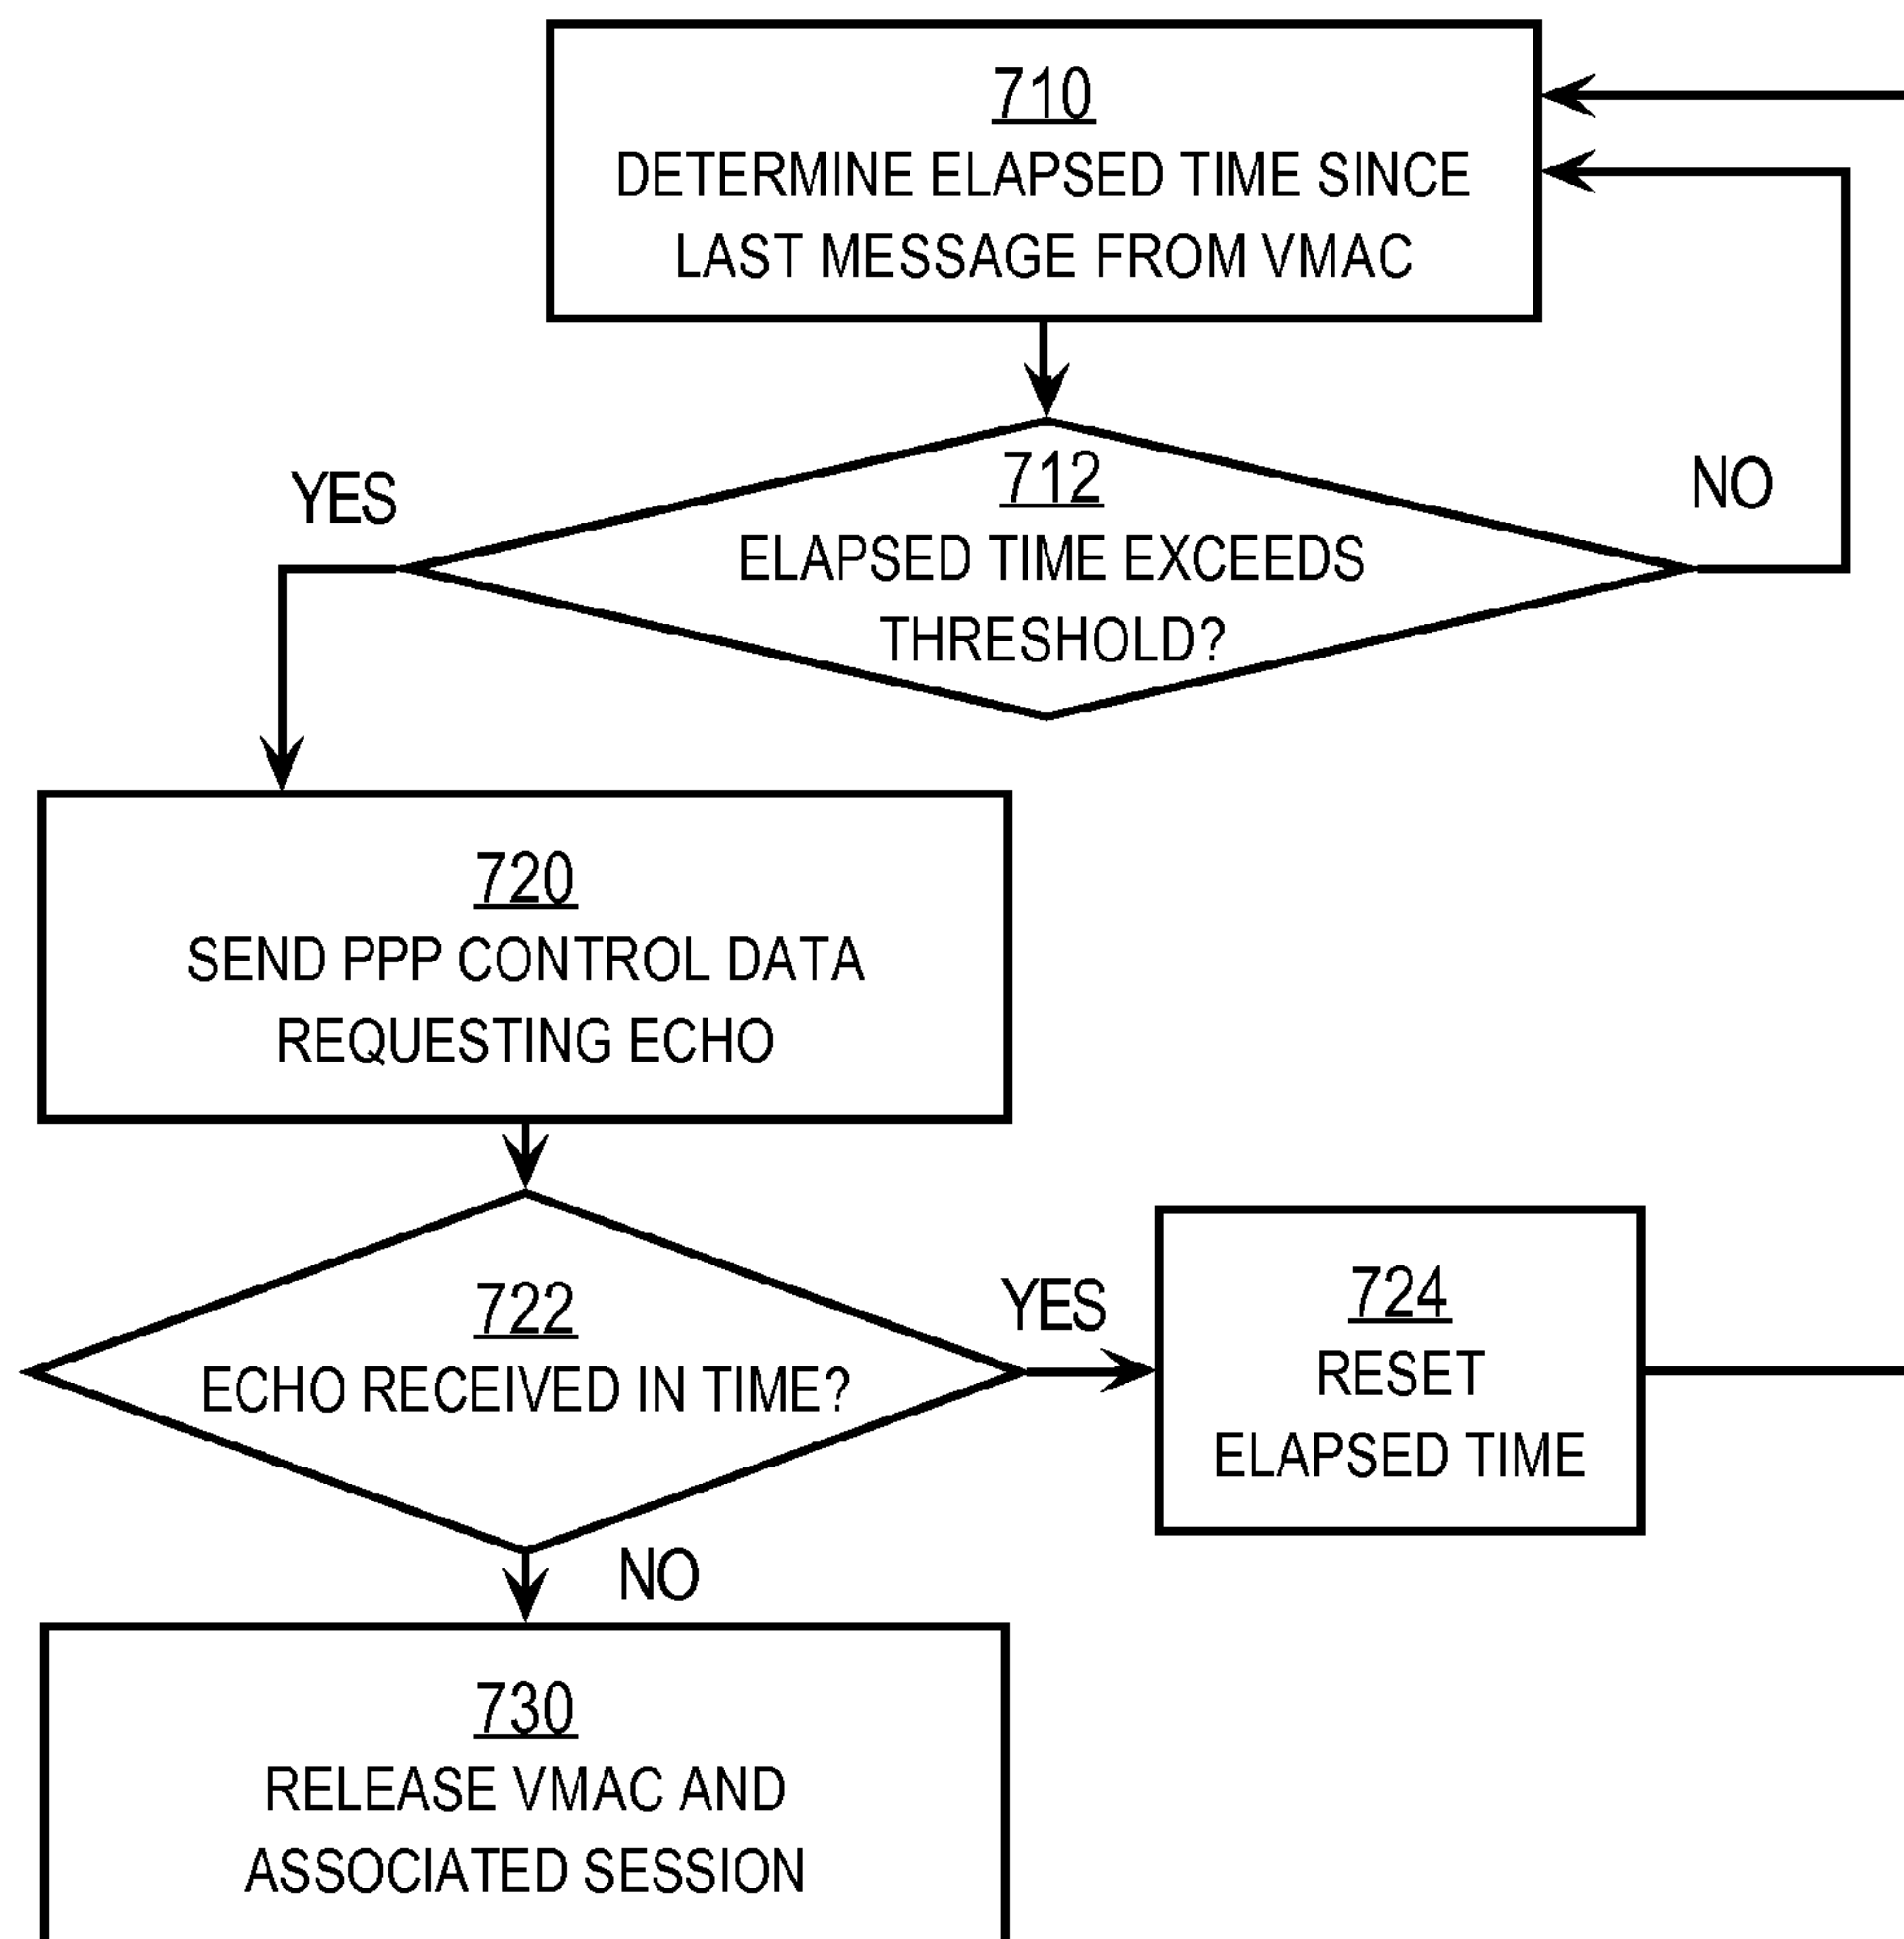 710
DETERMINE ELAPSED TIME SINCE
LAST MESSAGE FROM VMAC
YES
712
NO
ELAPSED TIME EXCEEDS
THRESHOLD?
720
SEND PPP CONTROL DATA
REQUESTING ECHO
722
ECHO RECEIVED IN TIME?
YES
724
RESET
ELAPSED TIME
NO
730
RELEASE VMAC AND
ASSOCIATED SESSION